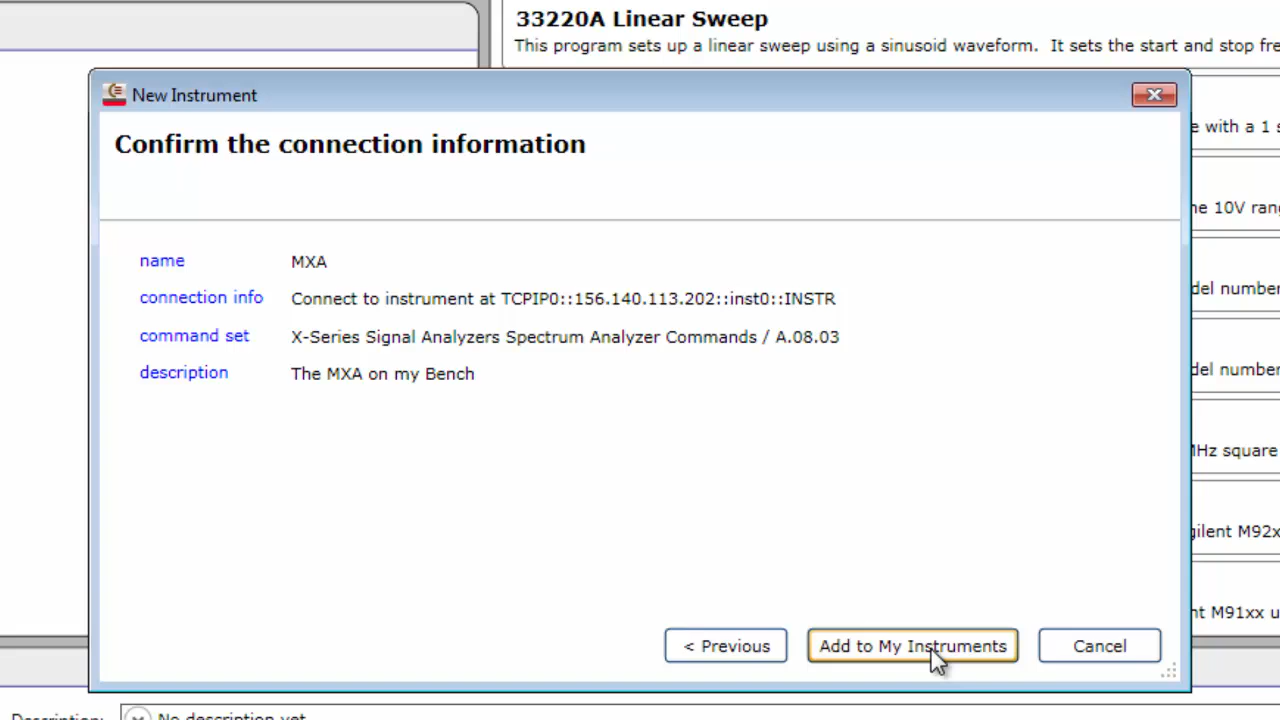 33220A Linear Sweep
This program sets up a linear sweep using a sinusoid waveform. It sets the start and stop fre
New Instrument
Confirm the connection information
e with a 1 s
he 10V rang
name MXA
connection info Connect to instrument at TCPIP0::156.140.113.202::inst0::INSTR
del number
command set X-Series Signal Analyzers Spectrum Analyzer Commands / A.08.03
description The MXA on my Bench
del number
MHz square
gilent M92x
nt M91xx u
< Previous Add to My Instruments Cancel
Description: No description yet